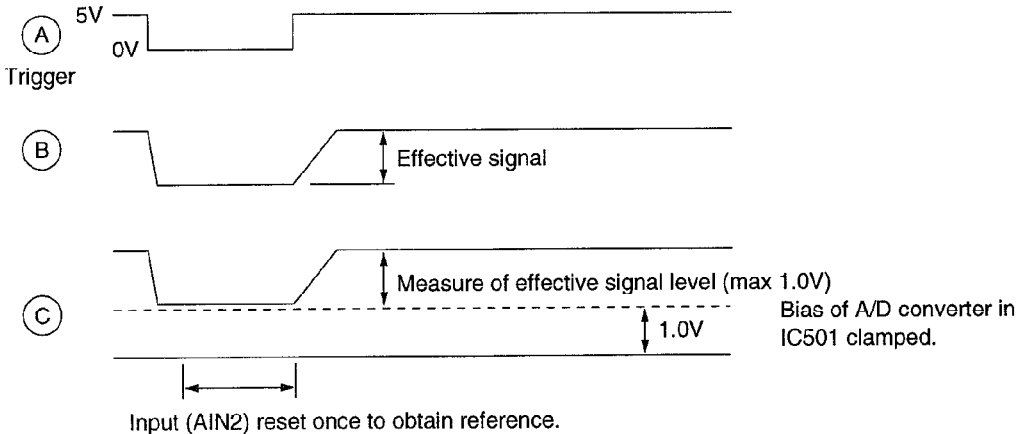 5V
A
0V
Trigger
B
Effective signal
Measure of effective signal level (max 1.0V)
C
Bias of A/D converter in
1.0V
IC501 clamped.
Input (AIN2) reset once to obtain reference.